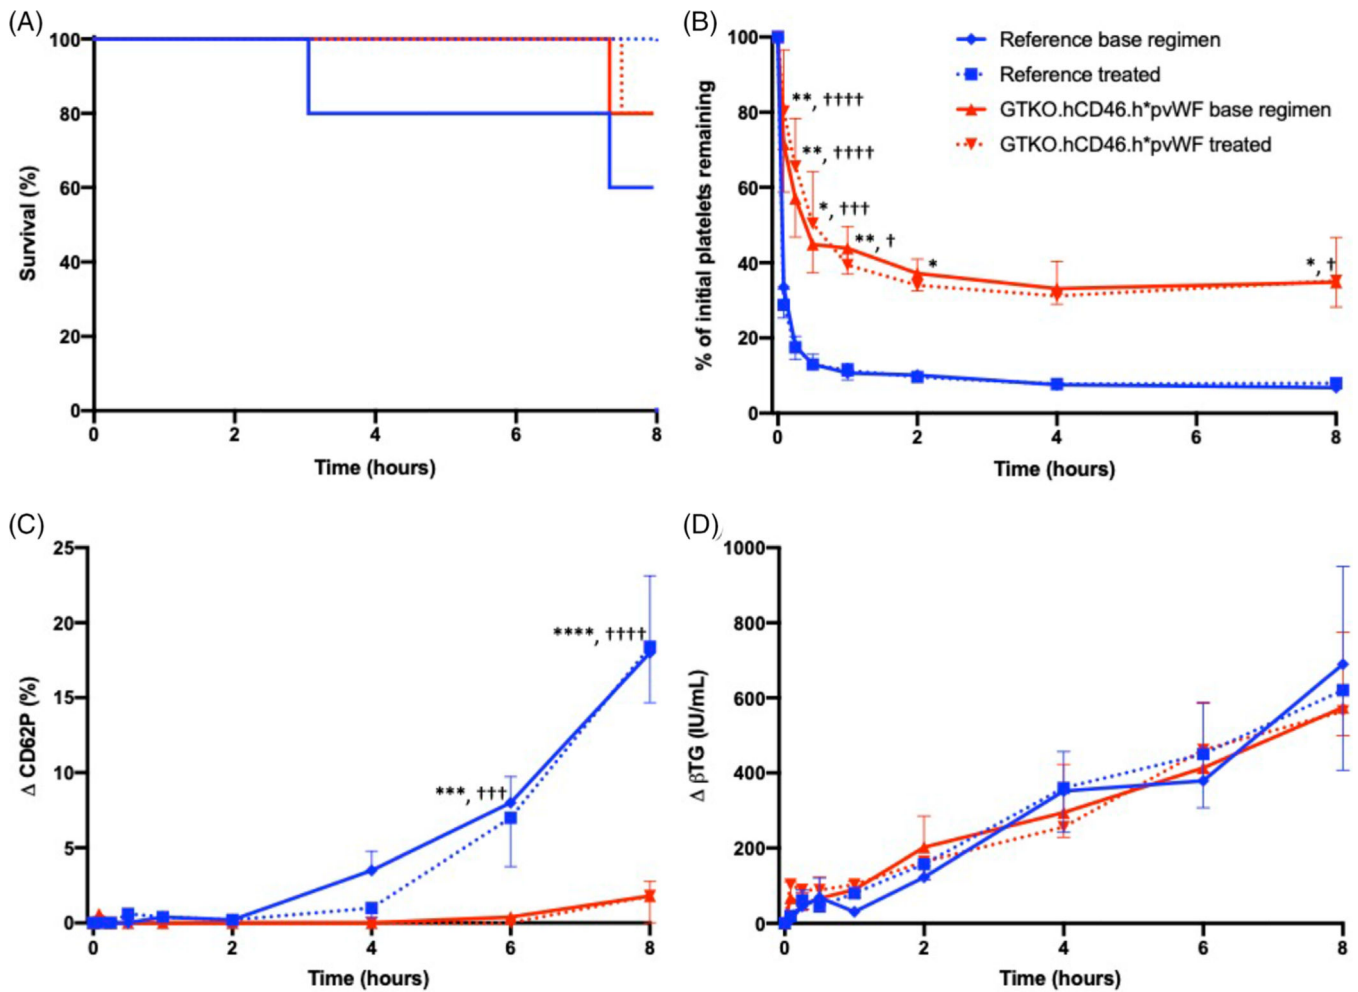 (A)
100
80
60
40
20
0
Survival (%)
0 2 4 6 8
Time (hours)
(B)
100
80
60
40
20
0
% of initial platelets remaining
Reference base regimen
Reference treated
GTKO.hCD46.h*pvWF base regimen
GTKO.hCD46.h*pvWF treated
**, ††††
**, ††††
*, †††
**, †
*
*, †
0 2 4 6 8
Time (hours)
(C)
25
20
15
10
5
0
Δ CD62P (%)
***, †††
****, ††††
0 2 4 6 8
Time (hours)
(D)
1000
800
600
400
200
0
Δ βTG (IU/mL)
0 2 4 6 8
Time (hours)